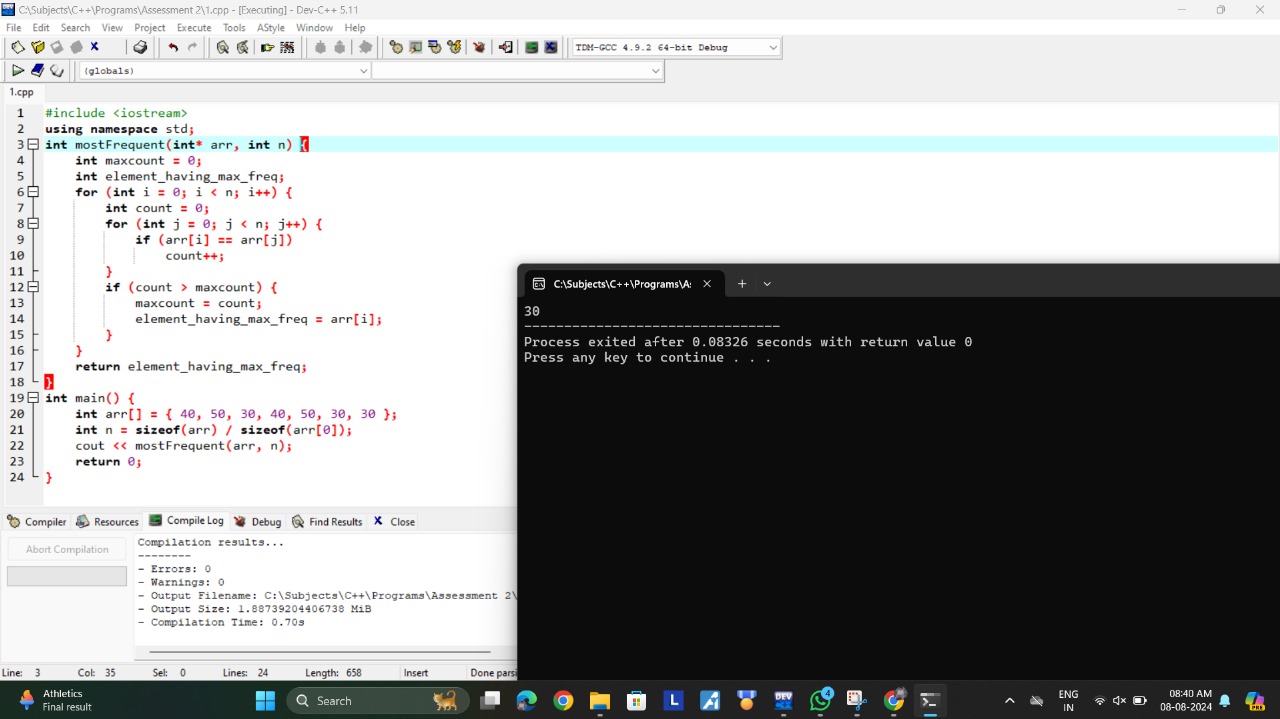 C:\Subjects\C++\Programs\Assessment 2\1.cpp - [Executing] - Dev-C++ 5.11
File Edit Search View Project Execute Tools AStyle Window Help
TDM-GCC 4.9.2 64-bit Debug
(globals)
1.cpp
1 #include <iostream>
2 using namespace std;
3 int mostFrequent(int* arr, int n) {
4 int maxcount = 0;
5 int element_having_max_freq;
6 for (int i = 0; i < n; i++) {
7 int count = 0;
8 for (int j = 0; j < n; j++) {
9 if (arr[i] == arr[j])
10 count++;
11 }
12 if (count > maxcount) {
13 maxcount = count;
14 element_having_max_freq = arr[i];
15 }
16 }
17 return element_having_max_freq;
18 }
19 int main() {
20 int arr[] = { 40, 50, 30, 40, 50, 30, 30 };
21 int n = sizeof(arr) / sizeof(arr[0]);
22 cout << mostFrequent(arr, n);
23 return 0;
24 }
C:\Subjects\C++\Programs\A
30
--------------------------------
Process exited after 0.08326 seconds with return value 0
Press any key to continue . . .
Compiler Resources Compile Log Debug Find Results Close
Abort Compilation
Compilation results...
--------
- Errors: 0
- Warnings: 0
- Output Filename: C:\Subjects\C++\Programs\Assessment 2\
- Output Size: 1.88739204406738 MiB
- Compilation Time: 0.70s
Line: 3 Col: 35 Sel: 0 Lines: 24 Length: 658 Insert Done parsi
Athletics
Final result
Search
4
ENG
IN
08:40 AM
08-08-2024